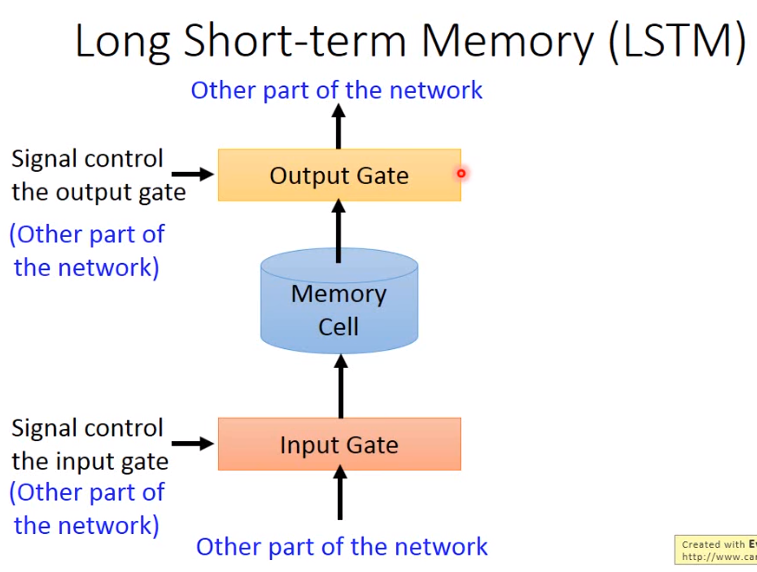 Long Short-term Memory (LSTM)
Other part of the network
Signal control
the output gate
(Other part of
the network)
Output Gate
Memory
Cell
Signal control
the input gate
(Other part of
the network)
Input Gate
Other part of the network
Created with
http://www.